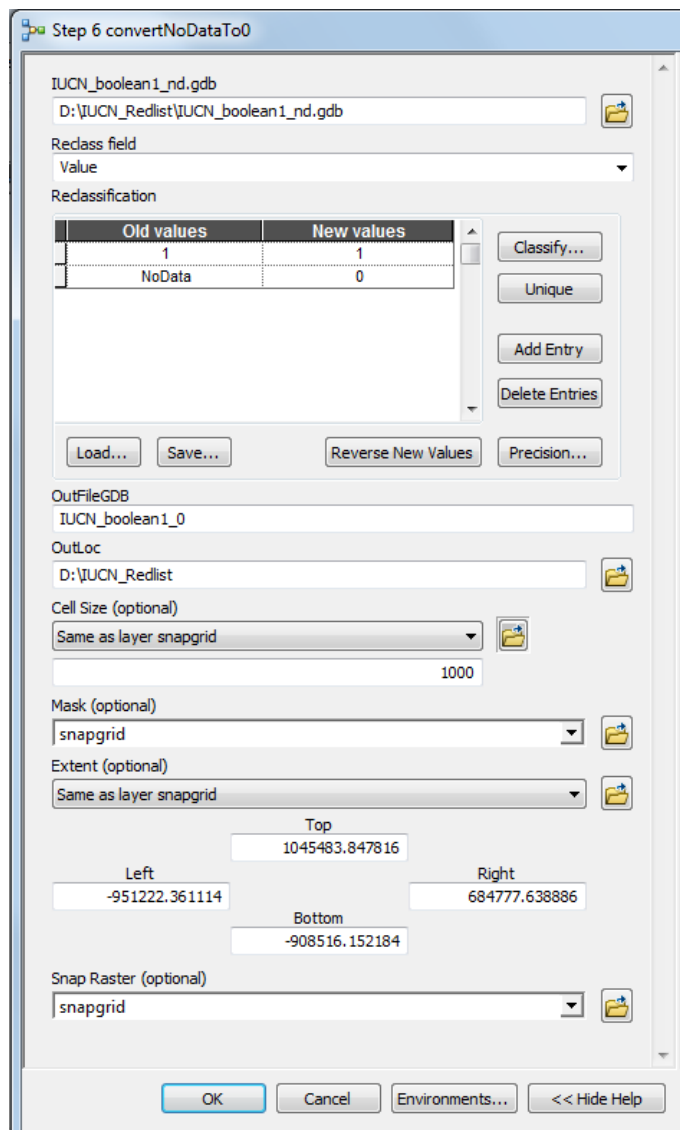 Step 6 convertNoDataTo0
IUCN_boolean1_nd.gdb
D:\IUCN_Redlist\IUCN_boolean1_nd.gdb
Reclass field
Value
Reclassification
Old values New values
1 1
NoData 0
Classify...
Unique
Add Entry
Delete Entries
Load... Save... Reverse New Values Precision...
OutFileGDB
IUCN_boolean1_0
OutLoc
D:\IUCN_Redlist
Cell Size (optional)
Same as layer snapgrid
1000
Mask (optional)
snapgrid
Extent (optional)
Same as layer snapgrid
Top
1045483.847816
Left Right
-951222.361114 684777.638886
Bottom
-908516.152184
Snap Raster (optional)
snapgrid
OK Cancel Environments... << Hide Help